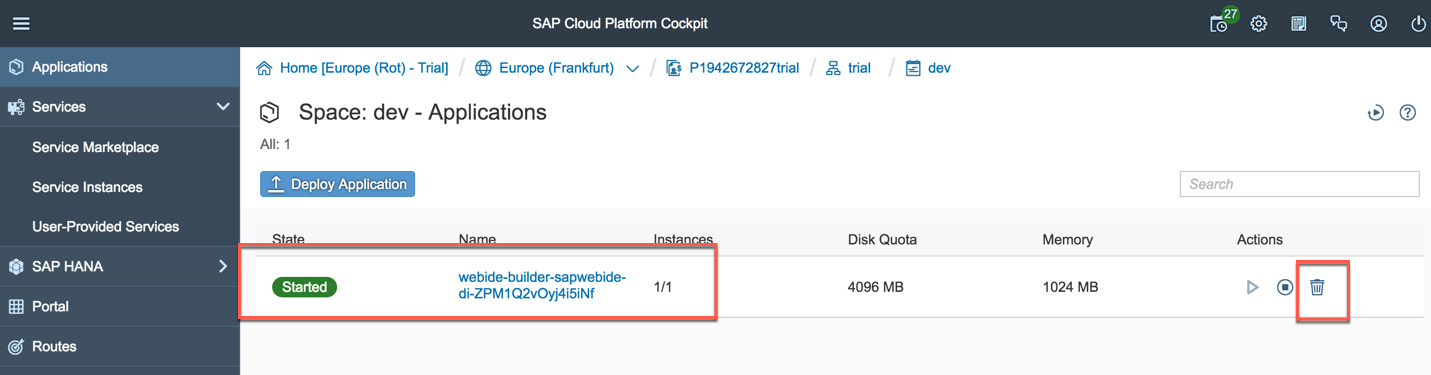 SAP Cloud Platform Cockpit
27
Applications
Home [Europe (Rot) - Trial] / Europe (Frankfurt) / P1942672827trial / trial / dev
Services
Space: dev - Applications
All: 1
Service Marketplace
Service Instances
Deploy Application
Search
User-Provided Services
State Name Instances Disk Quota Memory Actions
SAP HANA
Started webide-builder-sapwebide- 1/1 4096 MB 1024 MB
di-ZPM1Q2vOyj4i5iNf
Portal
Routes